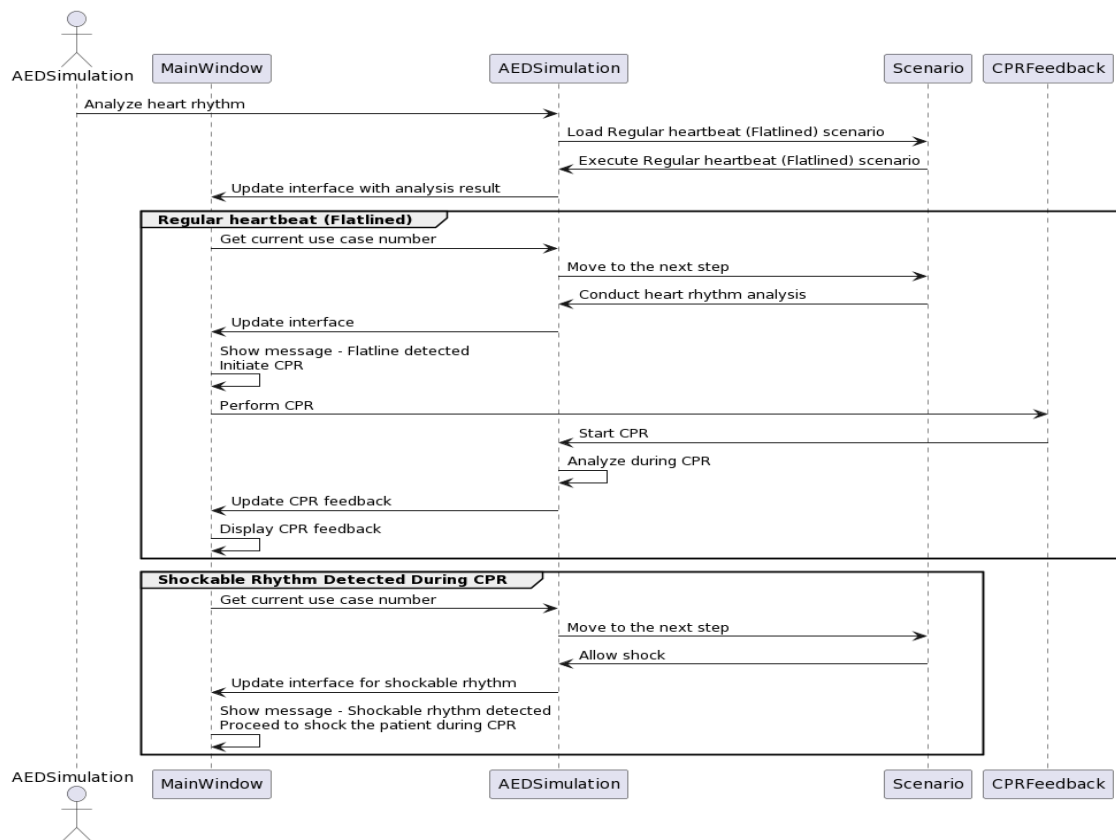 AEDSimulation
MainWindow
AEDSimulation
Scenario
CPRFeedback
Analyze heart rhythm
Load Regular heartbeat (Flatlined) scenario
Execute Regular heartbeat (Flatlined) scenario
Update interface with analysis result
Regular heartbeat (Flatlined)
Get current use case number
Move to the next step
Conduct heart rhythm analysis
Update interface
Show message - Flatline detected
Initiate CPR
Perform CPR
Start CPR
Analyze during CPR
Update CPR feedback
Display CPR feedback
Shockable Rhythm Detected During CPR
Get current use case number
Move to the next step
Allow shock
Update interface for shockable rhythm
Show message - Shockable rhythm detected
Proceed to shock the patient during CPR
AEDSimulation
MainWindow
AEDSimulation
Scenario
CPRFeedback